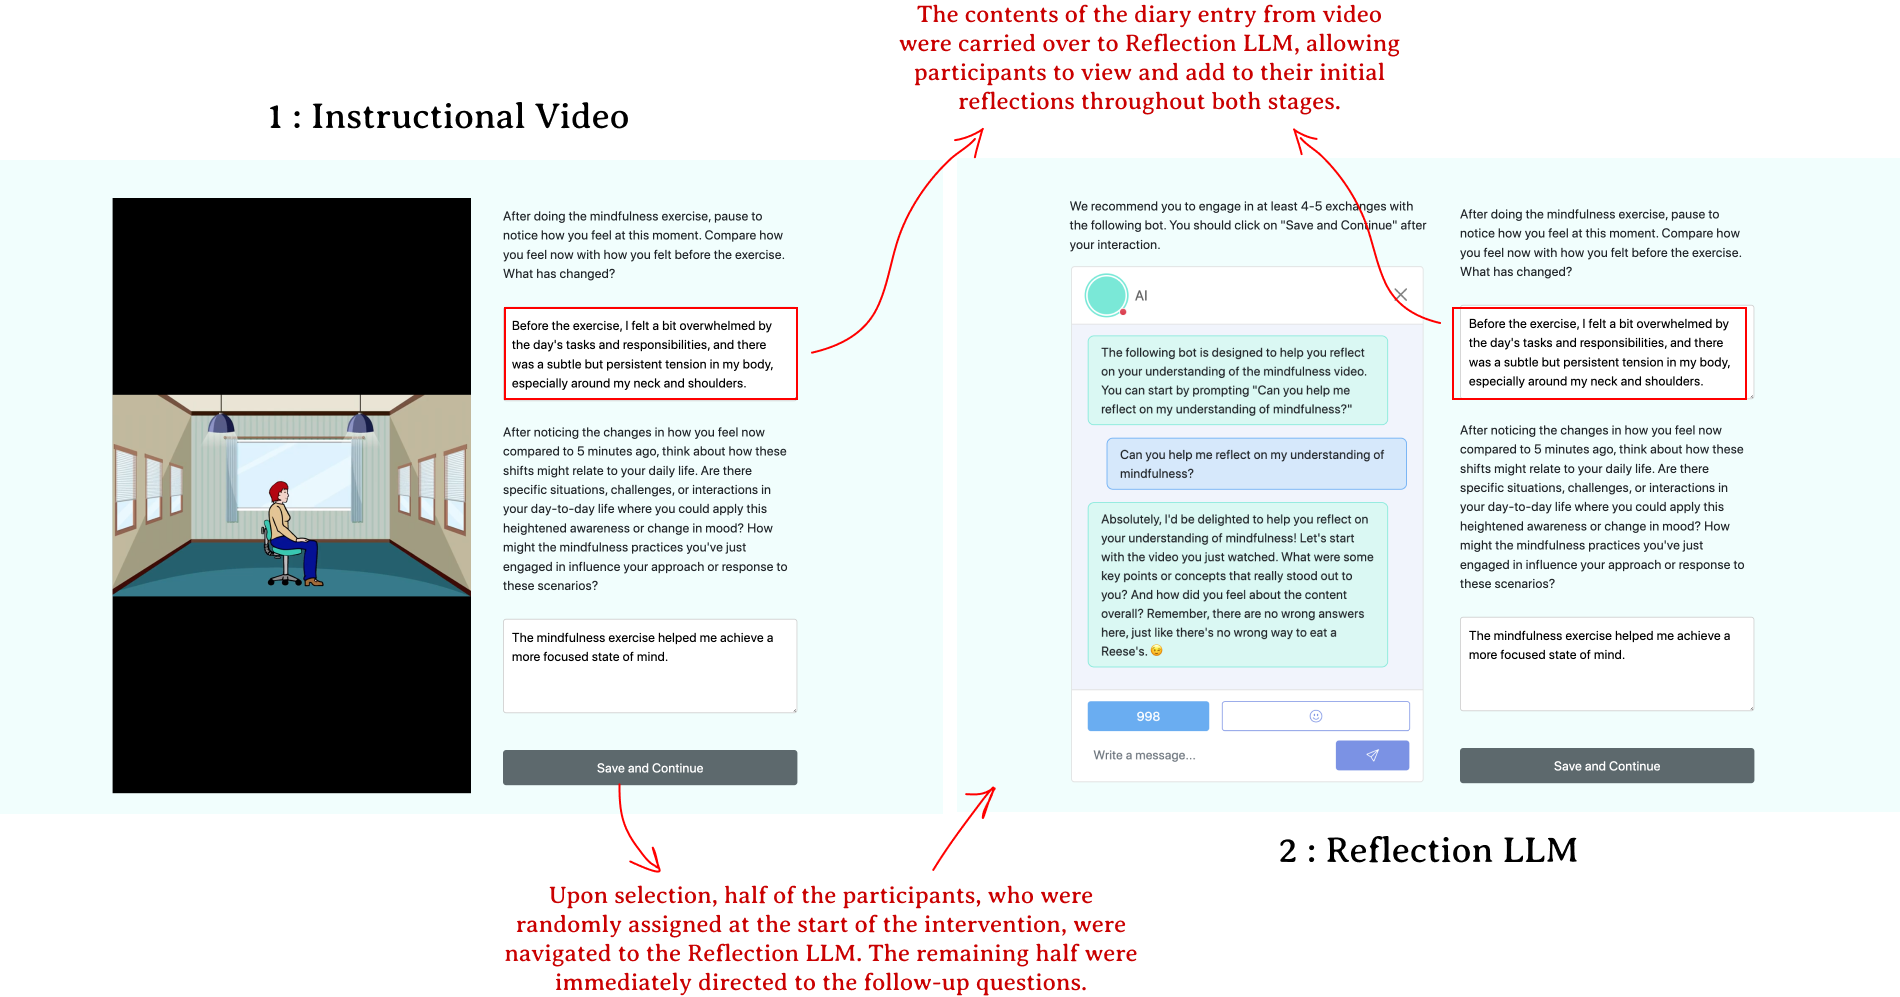 The contents of the diary entry from video
were carried over to Reflection LLM, allowing
participants to view and add to their initial
reflections throughout both stages.
1 : Instructional Video
After doing the mindfulness exercise, pause to
notice how you feel at this moment. Compare how
you feel now with how you felt before the exercise.
What has changed?
Before the exercise, I felt a bit overwhelmed by
the day's tasks and responsibilities, and there
was a subtle but persistent tension in my body,
especially around my neck and shoulders.
After noticing the changes in how you feel now
compared to 5 minutes ago, think about how these
shifts might relate to your daily life. Are there
specific situations, challenges, or interactions in
your day-to-day life where you could apply this
heightened awareness or change in mood? How
might the mindfulness practices you've just
engaged in influence your approach or response to
these scenarios?
The mindfulness exercise helped me achieve a
more focused state of mind.
Save and Continue
We recommend you to engage in at least 4-5 exchanges with
the following bot. You should click on "Save and Continue" after
your interaction.
AI
The following bot is designed to help you reflect
on your understanding of the mindfulness video.
You can start by prompting "Can you help me
reflect on my understanding of mindfulness?"
Can you help me reflect on my understanding of
mindfulness?
Absolutely, I'd be delighted to help you reflect on
your understanding of mindfulness! Let's start
with the video you just watched. What were some
key points or concepts that really stood out to
you? And how did you feel about the content
overall? Remember, there are no wrong answers
here, just like there's no wrong way to eat a
Reese's. 😉
998
Write a message...
After doing the mindfulness exercise, pause to
notice how you feel at this moment. Compare how
you feel now with how you felt before the exercise.
What has changed?
Before the exercise, I felt a bit overwhelmed by
the day's tasks and responsibilities, and there
was a subtle but persistent tension in my body,
especially around my neck and shoulders.
After noticing the changes in how you feel now
compared to 5 minutes ago, think about how these
shifts might relate to your daily life. Are there
specific situations, challenges, or interactions in
your day-to-day life where you could apply this
heightened awareness or change in mood? How
might the mindfulness practices you've just
engaged in influence your approach or response to
these scenarios?
The mindfulness exercise helped me achieve a
more focused state of mind.
Save and Continue
2 : Reflection LLM
Upon selection, half of the participants, who were
randomly assigned at the start of the intervention, were
navigated to the Reflection LLM. The remaining half were
immediately directed to the follow-up questions.